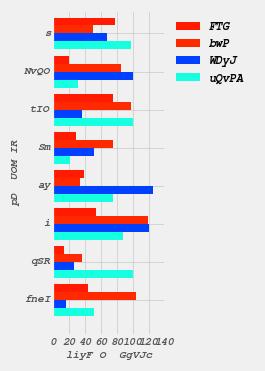 FTG
bwP
WDyJ
uQvPA
s
NvQO
tIO
Sm
ay
i
qSR
fneI
pD UOM IR
0 20 40 60 80 100 120 140
liyF O GgVJc